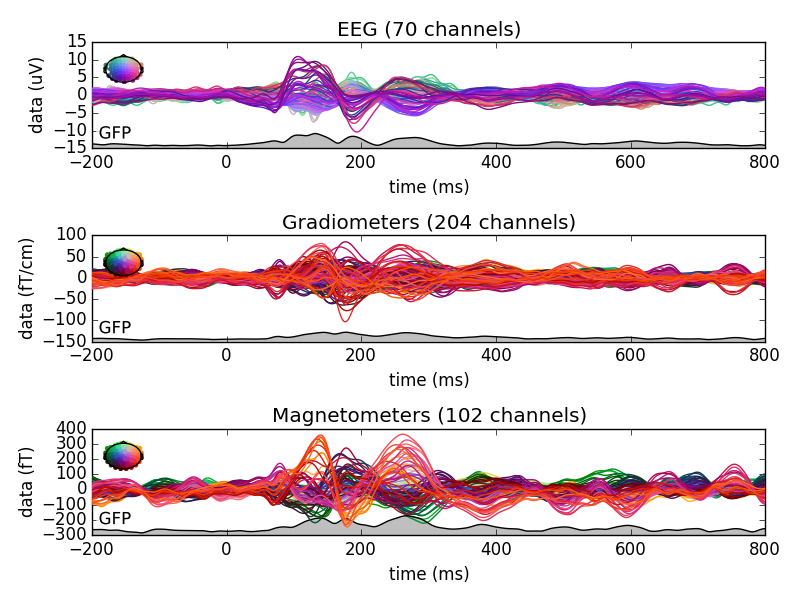 EEG (70 channels)
15
10
5
0
−5
−10
−15
data (uV)
GFP
−200 0 200 400 600 800
time (ms)
Gradiometers (204 channels)
100
50
0
−50
−100
−150
data (fT/cm)
GFP
−200 0 200 400 600 800
time (ms)
Magnetometers (102 channels)
400
300
200
100
0
−100
−200
−300
data (fT)
GFP
−200 0 200 400 600 800
time (ms)